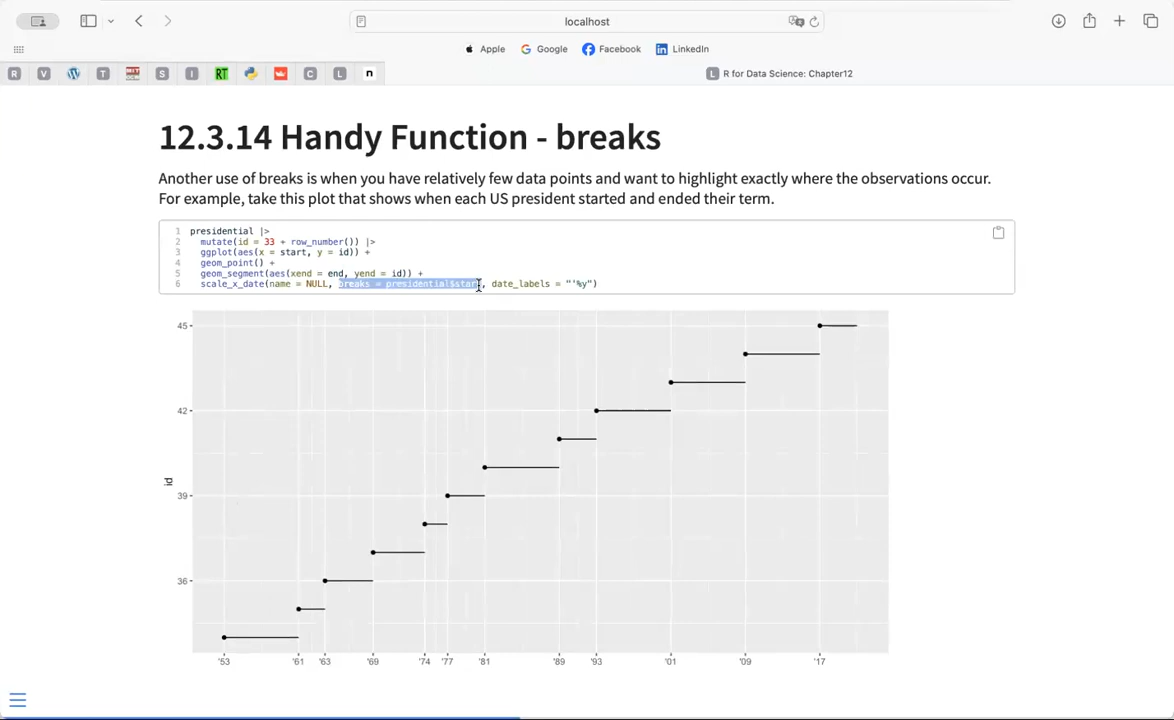 localhost
Apple Google Facebook LinkedIn
R V T S I RT C L n L R for Data Science: Chapter12
12.3.14 Handy Function - breaks
Another use of breaks is when you have relatively few data points and want to highlight exactly where the observations occur.
For example, take this plot that shows when each US president started and ended their term.
1 presidential |>
2 mutate(id = 33 + row_number()) |>
3 ggplot(aes(x = start, y = id)) +
4 geom_point() +
5 geom_segment(aes(xend = end, yend = id)) +
6 scale_x_date(name = NULL, breaks = presidential$start, date_labels = "'%y")
45
42
id
39
36
'53 '61 '63 '69 '74 '77 '81 '89 '93 '01 '09 '17